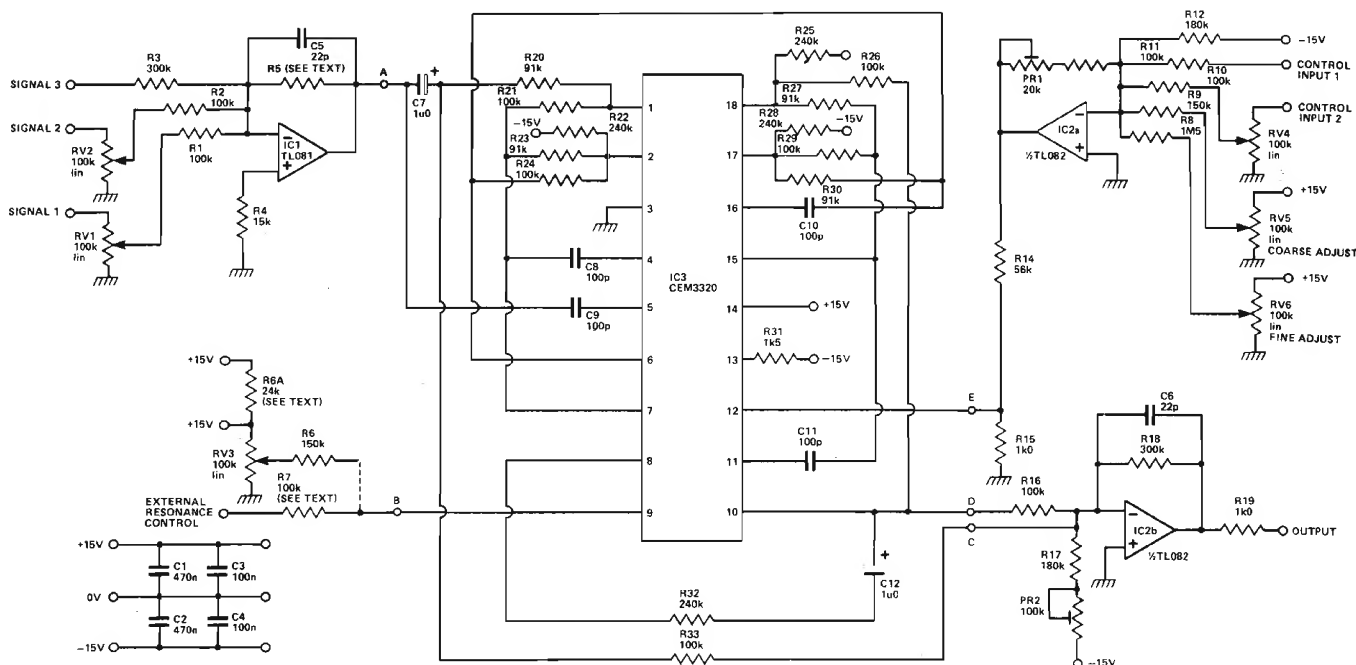 SIGNAL 3
R3
300k
C5
22p
R5 (SEE TEXT)
A
SIGNAL 2
R2
100k
RV2
100k
lin
R1
100k
IC1
TL081
R4
15k
SIGNAL 1
RV1
100k
lin
C7
1u0
+
R20
91k
R21
100k
R22
240k
-15V
R23
91k
R24
100k
C8
100p
C9
100p
1
2
3
4
5
6
7
8
9
IC3
CEM3320
18
17
16
15
14
13
12
11
10
R25
240k
-15V
R26
100k
R27
91k
R28
240k
-15V
R29
100k
R30
91k
C10
100p
+15V
R31
1k5
-15V
C11
100p
R12
180k
-15V
R11
100k
CONTROL
INPUT 1
R10
100k
R9
150k
R8
1M5
PR1
20k
IC2a
½TL082
CONTROL
INPUT 2
RV4
100k
lin
+15V
RV5
100k
lin
COARSE ADJUST
+15V
RV6
100k
lin
FINE ADJUST
R14
56k
E
R15
1k0
+15V
R6A
24k
(SEE TEXT)
+15V
RV3
100k
lin
R6
150k
R7
100k
(SEE TEXT)
EXTERNAL
RESONANCE
CONTROL
B
+15V
C1
470n
C3
100n
0V
C2
470n
C4
100n
-15V
R32
240k
R33
100k
C12
1u0
+
D
C
R16
100k
C6
22p
R18
300k
IC2b
½TL082
R19
1k0
OUTPUT
R17
180k
PR2
100k
-15V